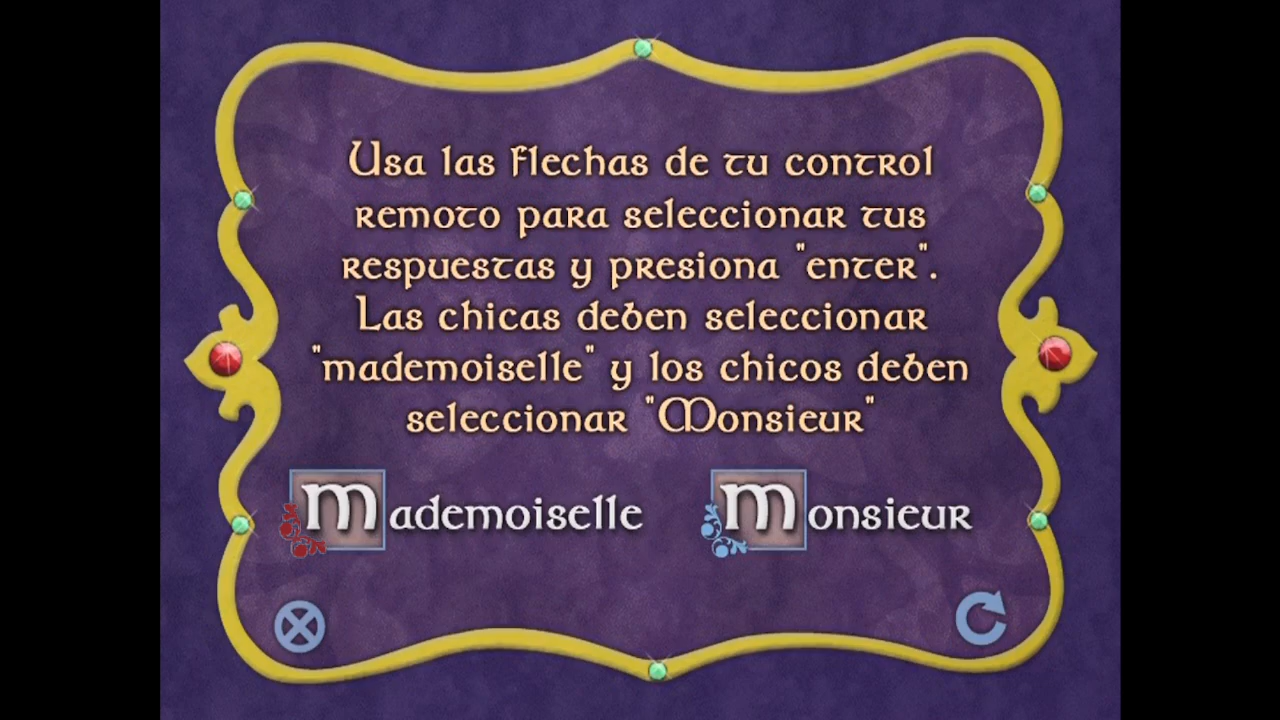 Usa las flechas de tu control
remoto para seleccionar tus
respuestas y presiona "enter".
Las chicas deben seleccionar
"mademoiselle" y los chicos deben
seleccionar "Monsieur"
Mademoiselle
Monsieur